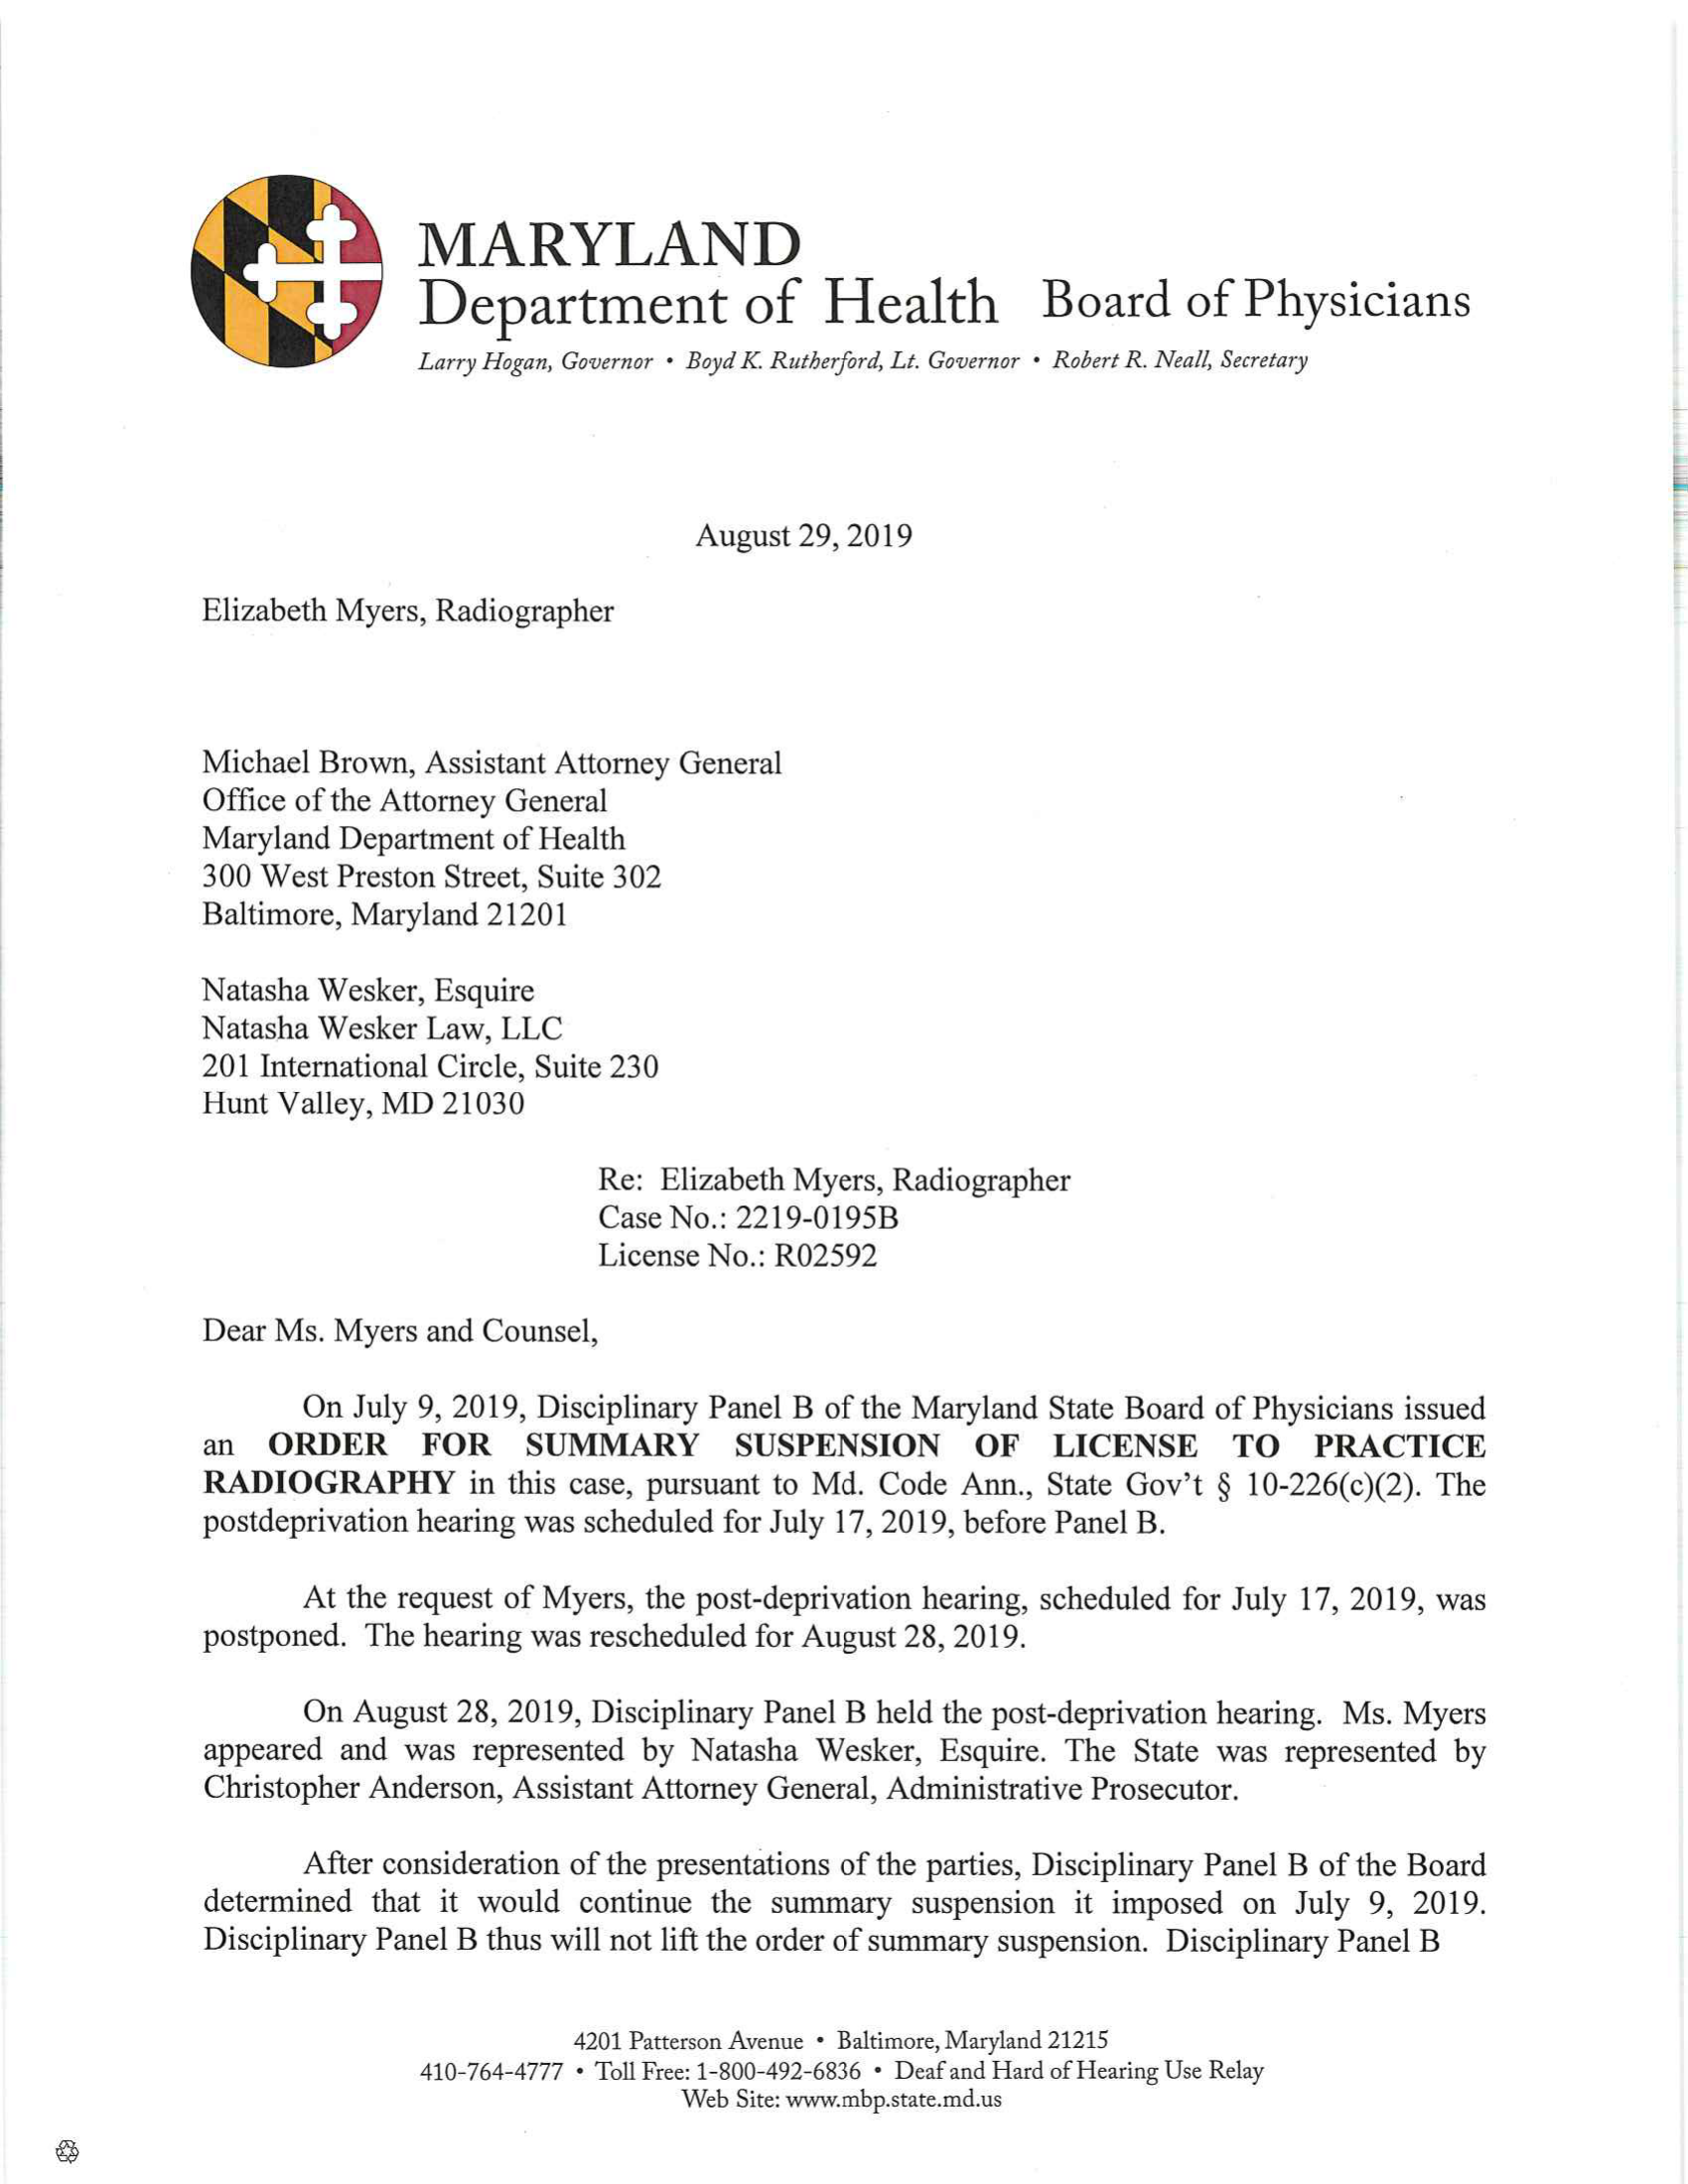 MARYLAND
Department of Health Board of Physicians
Larry Hogan, Governor • Boyd K. Rutherford, Lt. Governor • Robert R. Neall, Secretary
August 29, 2019
Elizabeth Myers, Radiographer
Michael Brown, Assistant Attorney General
Office of the Attorney General
Maryland Department of Health
300 West Preston Street, Suite 302
Baltimore, Maryland 21201
Natasha Wesker, Esquire
Natasha Wesker Law, LLC
201 International Circle, Suite 230
Hunt Valley, MD 21030
Re: Elizabeth Myers, Radiographer
Case No.: 2219-0195B
License No.: R02592
Dear Ms. Myers and Counsel,
On July 9, 2019, Disciplinary Panel B of the Maryland State Board of Physicians issued
an ORDER FOR SUMMARY SUSPENSION OF LICENSE TO PRACTICE
RADIOGRAPHY in this case, pursuant to Md. Code Ann., State Gov't § 10-226(c)(2). The
postdeprivation hearing was scheduled for July 17, 2019, before Panel B.
At the request of Myers, the post-deprivation hearing, scheduled for July 17, 2019, was
postponed. The hearing was rescheduled for August 28, 2019.
On August 28, 2019, Disciplinary Panel B held the post-deprivation hearing. Ms. Myers
appeared and was represented by Natasha Wesker, Esquire. The State was represented by
Christopher Anderson, Assistant Attorney General, Administrative Prosecutor.
After consideration of the presentations of the parties, Disciplinary Panel B of the Board
determined that it would continue the summary suspension it imposed on July 9, 2019.
Disciplinary Panel B thus will not lift the order of summary suspension. Disciplinary Panel B
4201 Patterson Avenue • Baltimore, Maryland 21215
410-764-4777 • Toll Free: 1-800-492-6836 • Deaf and Hard of Hearing Use Relay
Web Site: www.mbp.state.md.us